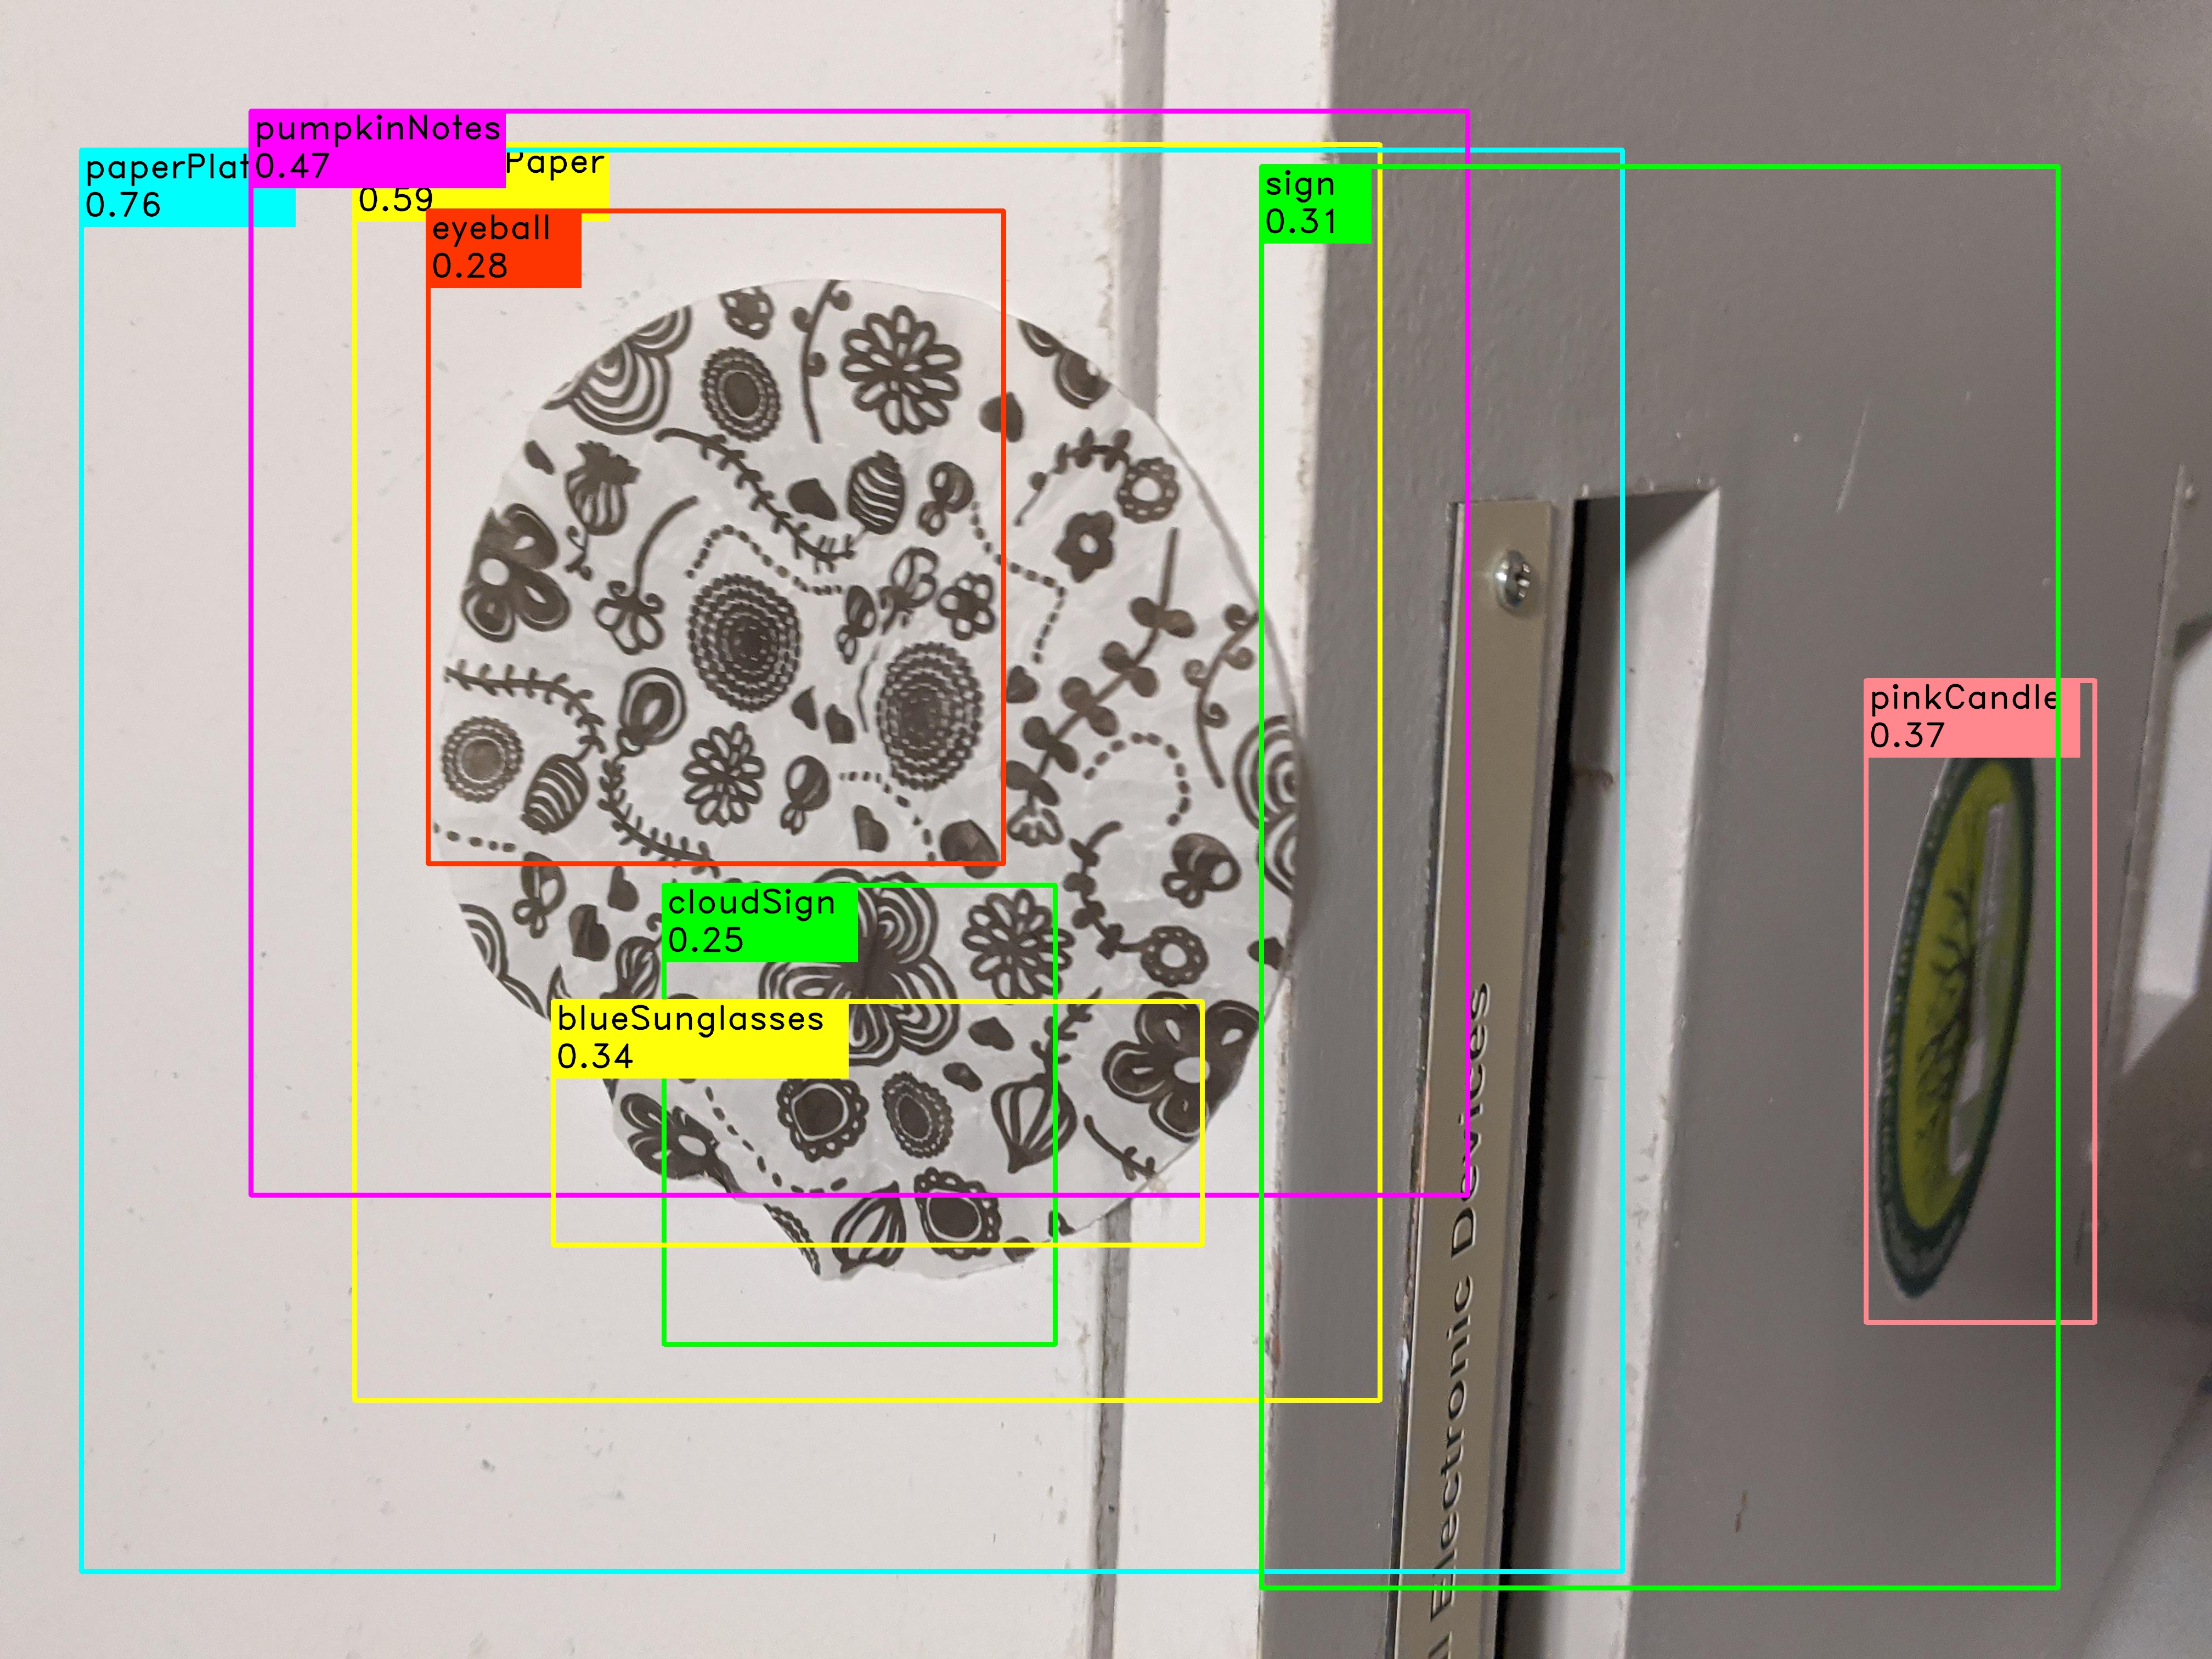 pumpkinNotes
0.47
paperPlat
0.76
Paper
0.59
sign
0.31
eyeball
0.28
pinkCandle
0.37
cloudSign
0.25
blueSunglasses
0.34
Electronic Devices